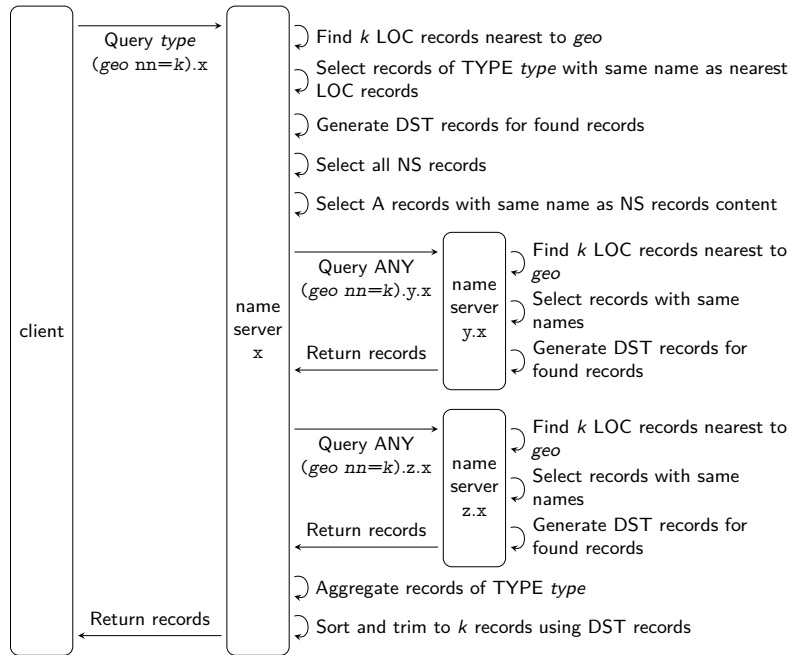 Query type
(geo nn=k).x
Find k LOC records nearest to geo
Select records of TYPE type with same name as nearest
LOC records
Generate DST records for found records
Select all NS records
Select A records with same name as NS records content
client
name
server
x
Query ANY
(geo nn=k).y.x
Return records
name
server
y.x
Find k LOC records nearest to
geo
Select records with same
names
Generate DST records for
found records
Query ANY
(geo nn=k).z.x
Return records
name
server
z.x
Find k LOC records nearest to
geo
Select records with same
names
Generate DST records for
found records
Aggregate records of TYPE type
Return records
Sort and trim to k records using DST records